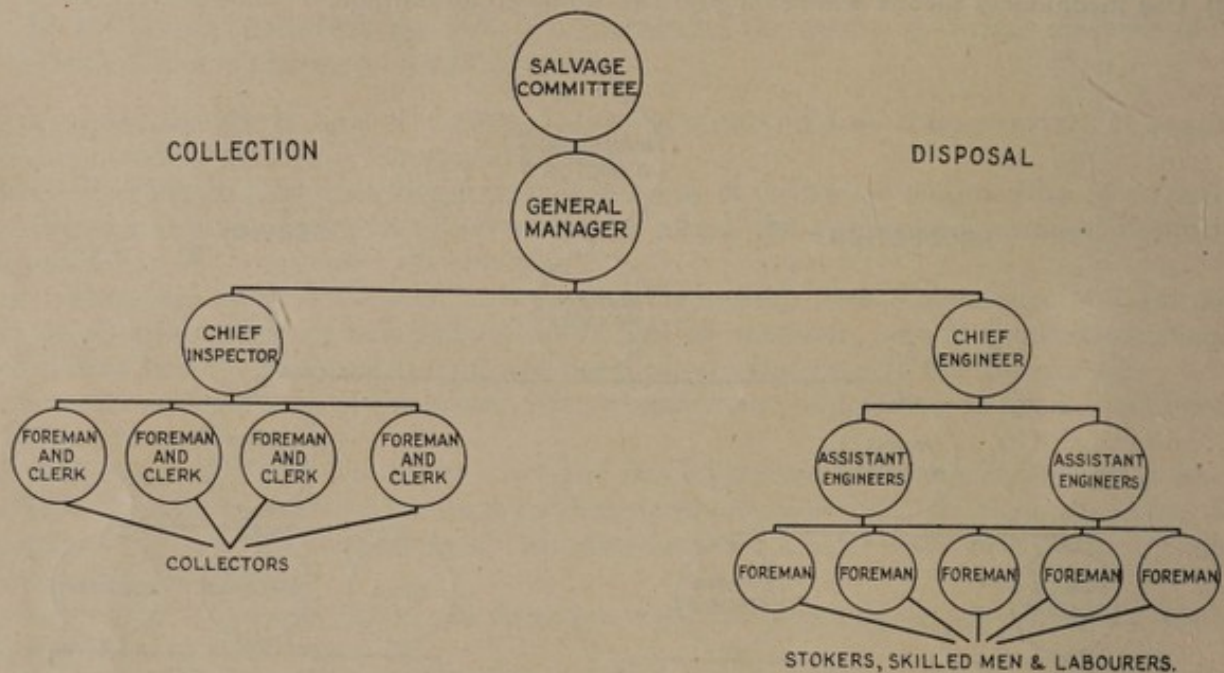 SALVAGE
COMMITTEE
COLLECTION
DISPOSAL
GENERAL
MANAGER
CHIEF
INSPECTOR
CHIEF
ENGINEER
FOREMAN
AND
CLERK
FOREMAN
AND
CLERK
FOREMAN
AND
CLERK
FOREMAN
AND
CLERK
COLLECTORS
ASSISTANT
ENGINEERS
ASSISTANT
ENGINEERS
FOREMAN
FOREMAN
FOREMAN
FOREMAN
FOREMAN
STOKERS, SKILLED MEN & LABOURERS.